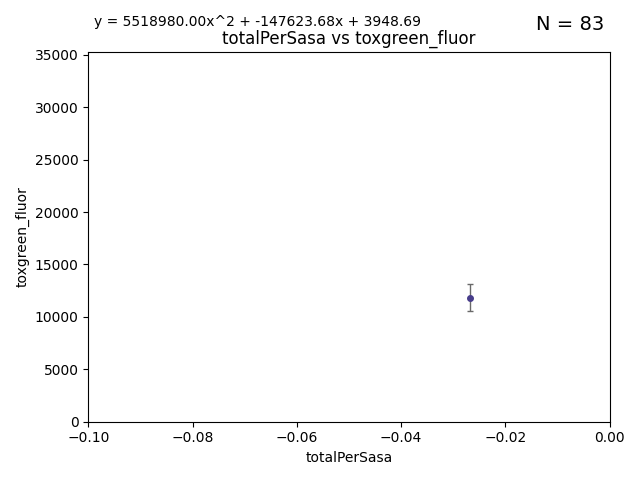 y = 5518980.00x^2 + -147623.68x + 3948.69
N = 83
totalPerSasa vs toxgreen_fluor
toxgreen_fluor
35000
30000
25000
20000
15000
10000
5000
0
−0.10 −0.08 −0.06 −0.04 −0.02 0.00
totalPerSasa